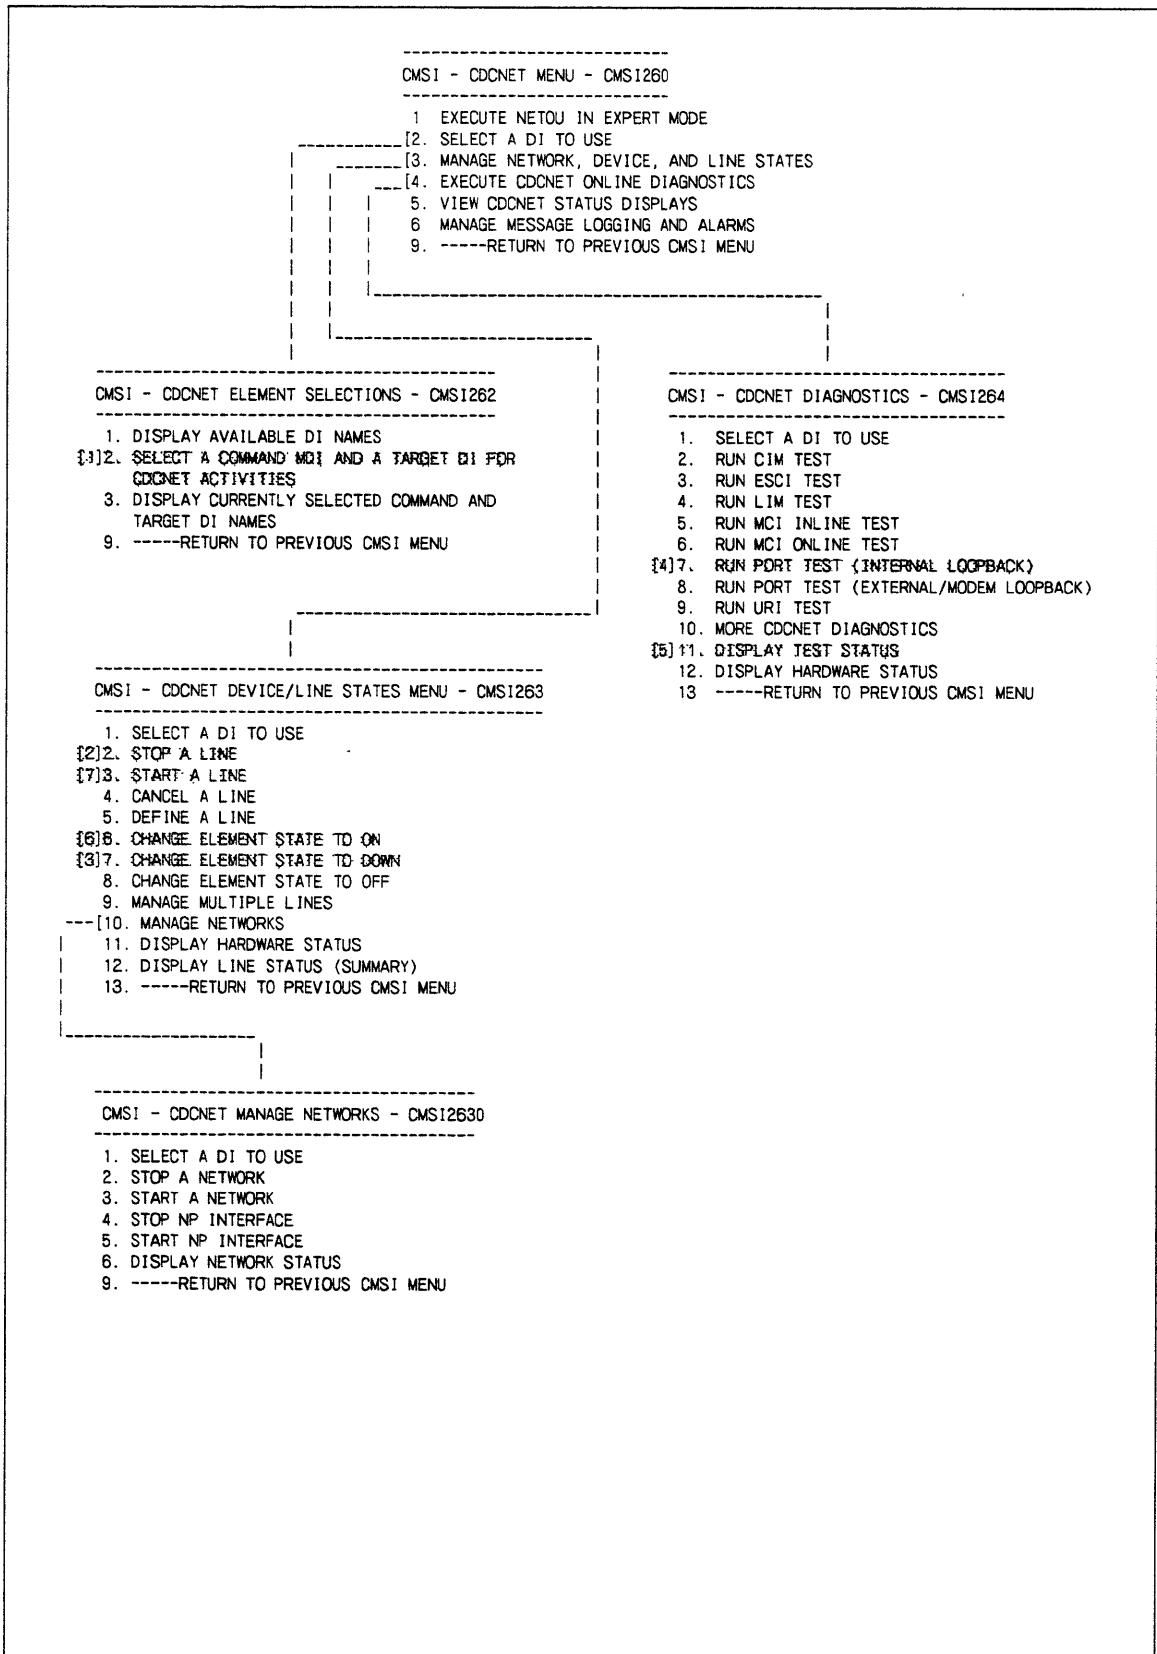 CMSI - CDCNET MENU - CMSI260
1 EXECUTE NETOU IN EXPERT MODE
[2. SELECT A DI TO USE
[3. MANAGE NETWORK, DEVICE, AND LINE STATES
[4. EXECUTE CDCNET ONLINE DIAGNOSTICS
5. VIEW CDCNET STATUS DISPLAYS
6 MANAGE MESSAGE LOGGING AND ALARMS
9. -----RETURN TO PREVIOUS CMSI MENU
CMSI - CDCNET ELEMENT SELECTIONS - CMSI262
1. DISPLAY AVAILABLE DI NAMES
[1]2. SELECT A COMMAND MDI AND A TARGET DI FOR
CDCNET ACTIVITIES
3. DISPLAY CURRENTLY SELECTED COMMAND AND
TARGET DI NAMES
9. -----RETURN TO PREVIOUS CMSI MENU
CMSI - CDCNET DIAGNOSTICS - CMSI264
1. SELECT A DI TO USE
2. RUN CIM TEST
3. RUN ESCI TEST
4. RUN LIM TEST
5. RUN MCI INLINE TEST
6. RUN MCI ONLINE TEST
[4]7. RUN PORT TEST (INTERNAL LOOPBACK)
8. RUN PORT TEST (EXTERNAL/MODEM LOOPBACK)
9. RUN URI TEST
10. MORE CDCNET DIAGNOSTICS
[5]11. DISPLAY TEST STATUS
12. DISPLAY HARDWARE STATUS
13 -----RETURN TO PREVIOUS CMSI MENU
CMSI - CDCNET DEVICE/LINE STATES MENU - CMSI263
1. SELECT A DI TO USE
[2]2. STOP A LINE
[7]3. START A LINE
4. CANCEL A LINE
5. DEFINE A LINE
[6]6. CHANGE ELEMENT STATE TO ON
[3]7. CHANGE ELEMENT STATE TO DOWN
8. CHANGE ELEMENT STATE TO OFF
9. MANAGE MULTIPLE LINES
---[10. MANAGE NETWORKS
11. DISPLAY HARDWARE STATUS
12. DISPLAY LINE STATUS (SUMMARY)
13. -----RETURN TO PREVIOUS CMSI MENU
CMSI - CDCNET MANAGE NETWORKS - CMSI2630
1. SELECT A DI TO USE
2. STOP A NETWORK
3. START A NETWORK
4. STOP NP INTERFACE
5. START NP INTERFACE
6. DISPLAY NETWORK STATUS
9. -----RETURN TO PREVIOUS CMSI MENU